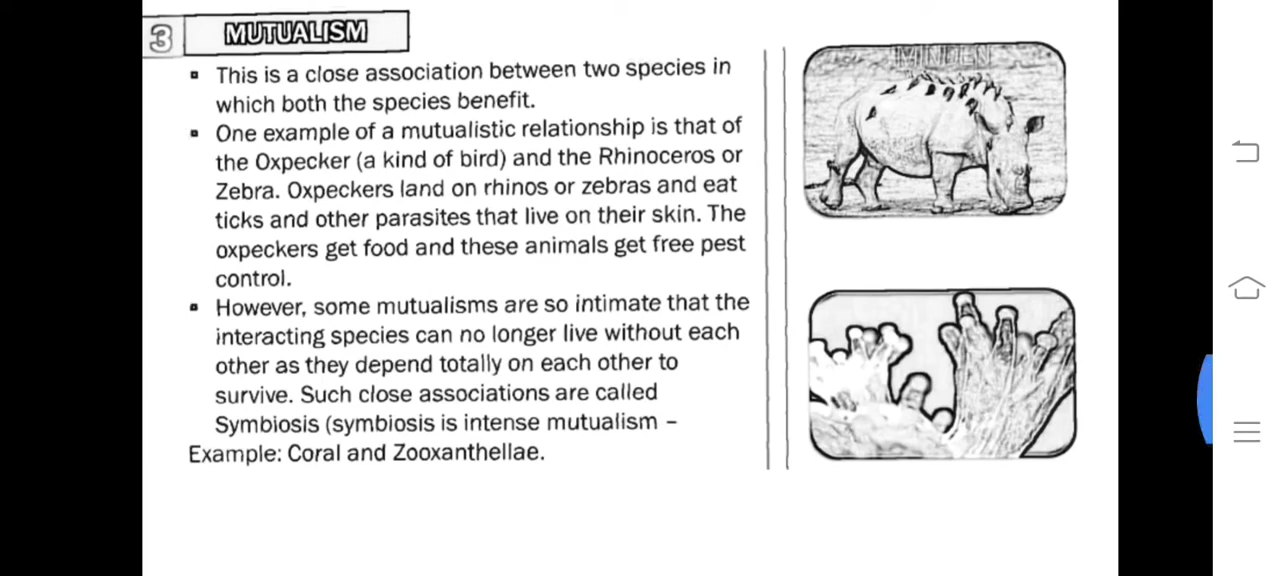 3 MUTUALISM
▪ This is a close association between two species in
which both the species benefit.
▪ One example of a mutualistic relationship is that of
the Oxpecker (a kind of bird) and the Rhinoceros or
Zebra. Oxpeckers land on rhinos or zebras and eat
ticks and other parasites that live on their skin. The
oxpeckers get food and these animals get free pest
control.
▪ However, some mutualisms are so intimate that the
interacting species can no longer live without each
other as they depend totally on each other to
survive. Such close associations are called
Symbiosis (symbiosis is intense mutualism –
Example: Coral and Zooxanthellae.
MINDEN